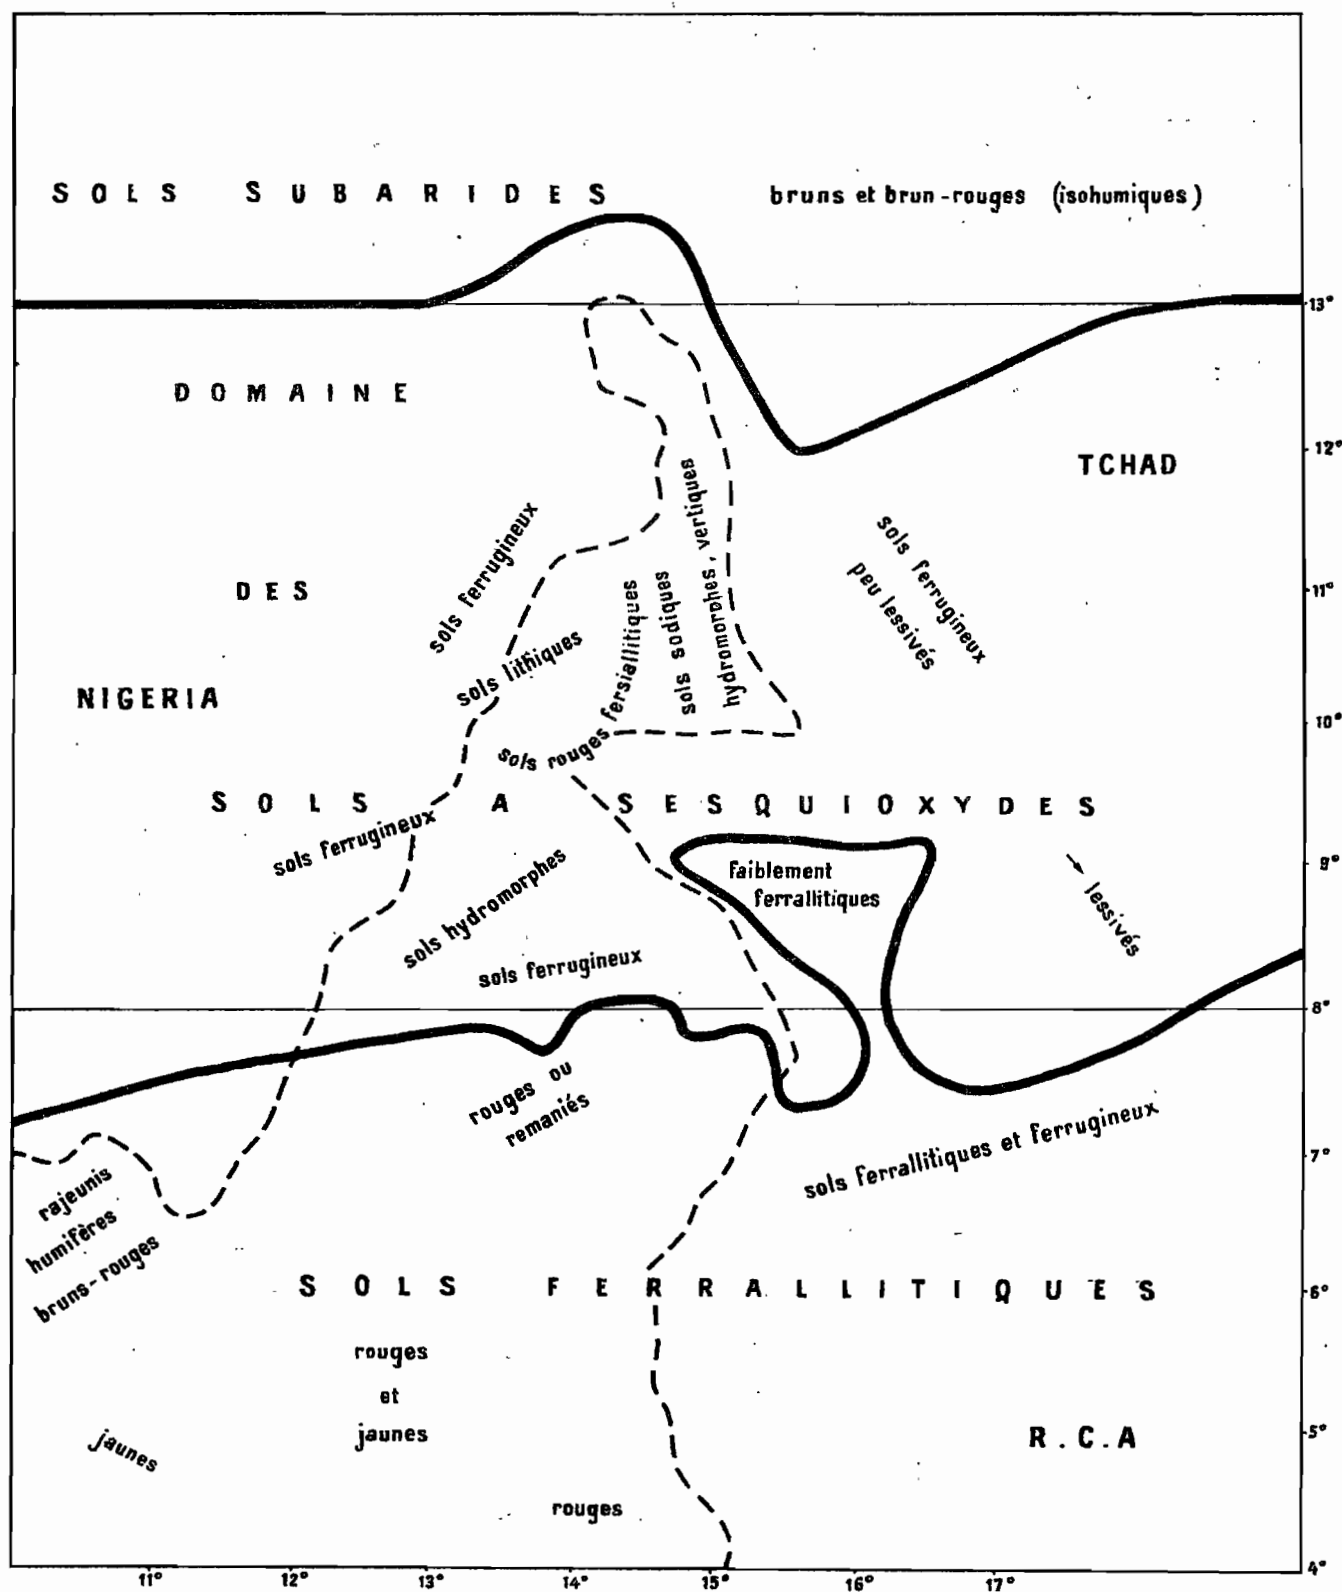 SOLS SUBARIDES bruns et brun-rouges (isohumiques)
13°
DOMAINE
12°
TCHAD
sols ferrugineux
hydromorphes, vertiques
sols sodiques
sols rouges fersiallitiques
sols ferrugineux
peu lessivés
DES
11°
sols lithiques
NIGERIA
10°
SOLS A SESQUIOXYDES
sols ferrugineux
9°
faiblement
ferrallitiques
lessivés
sols hydromorphes
sols ferrugineux
8°
rouges ou
remaniés
sols ferrallitiques et ferrugineux
7°
rajeunis
humifères
bruns-rouges
SOLS FERRALLITIQUES
6°
rouges
et
jaunes
jaunes
R.C.A
5°
rouges
4°
11° 12° 13° 14° 15° 16° 17°